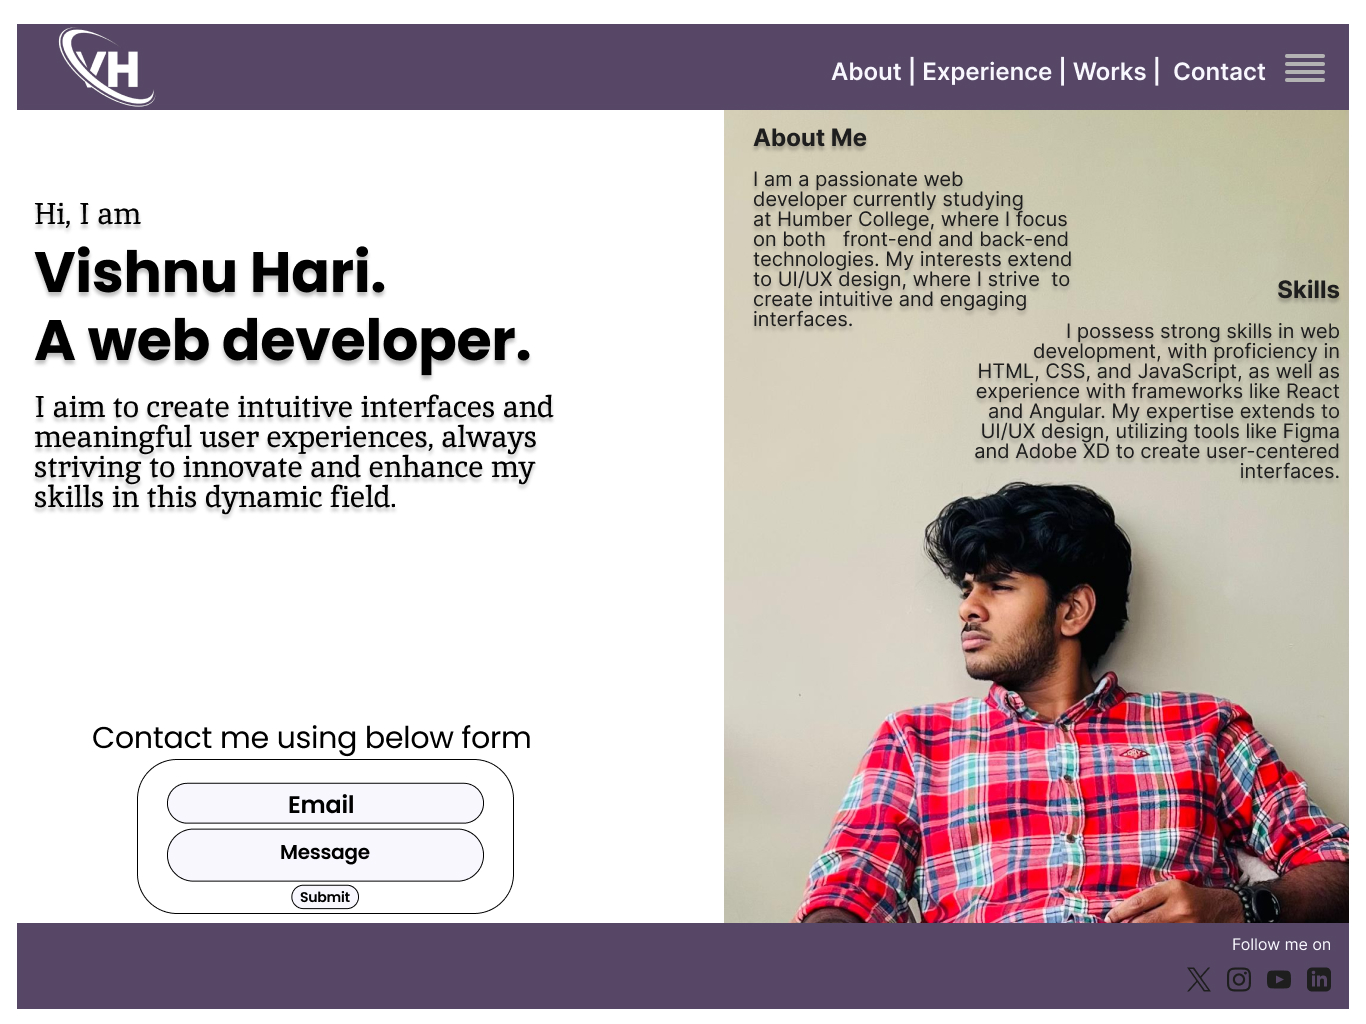 VH
About | Experience | Works | Contact
Hi, I am
Vishnu Hari.
A web developer.
I aim to create intuitive interfaces and
meaningful user experiences, always
striving to innovate and enhance my
skills in this dynamic field.
Contact me using below form
Email
Message
Submit
About Me
I am a passionate web
developer currently studying
at Humber College, where I focus
on both front-end and back-end
technologies. My interests extend
to UI/UX design, where I strive to
create intuitive and engaging
interfaces.
Skills
I possess strong skills in web
development, with proficiency in
HTML, CSS, and JavaScript, as well as
experience with frameworks like React
and Angular. My expertise extends to
UI/UX design, utilizing tools like Figma
and Adobe XD to create user-centered
interfaces.
Follow me on
in